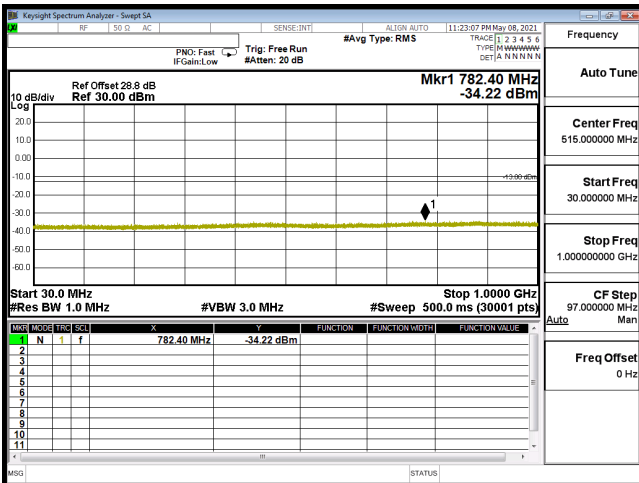 Keysight Spectrum Analyzer - Swept SA
RF 50 Ω AC SENSE:INT ALIGN AUTO 11:23:07 PM May 08, 2021
#Avg Type: RMS TRACE 1 2 3 4 5 6
PNO: Fast Trig: Free Run TYPE M WWWWW
IFGain:Low #Atten: 20 dB DET A N N N N N
Ref Offset 28.8 dB Mkr1 782.40 MHz
10 dB/div Ref 30.00 dBm -34.22 dBm
Log
20.0
10.0
0.00
-10.0
-13.00 dBm
-20.0
1
-30.0
-40.0
-50.0
-60.0
Start 30.0 MHz Stop 1.0000 GHz
#Res BW 1.0 MHz #VBW 3.0 MHz #Sweep 500.0 ms (30001 pts)
MKR MODE TRC SCL X Y FUNCTION FUNCTION WIDTH FUNCTION VALUE
1 N 1 f 782.40 MHz -34.22 dBm
2
3
4
5
6
7
8
9
10
11
MSG STATUS
Frequency
Auto Tune
Center Freq
515.000000 MHz
Start Freq
30.000000 MHz
Stop Freq
1.000000000 GHz
CF Step
97.000000 MHz
Auto Man
Freq Offset
0 Hz